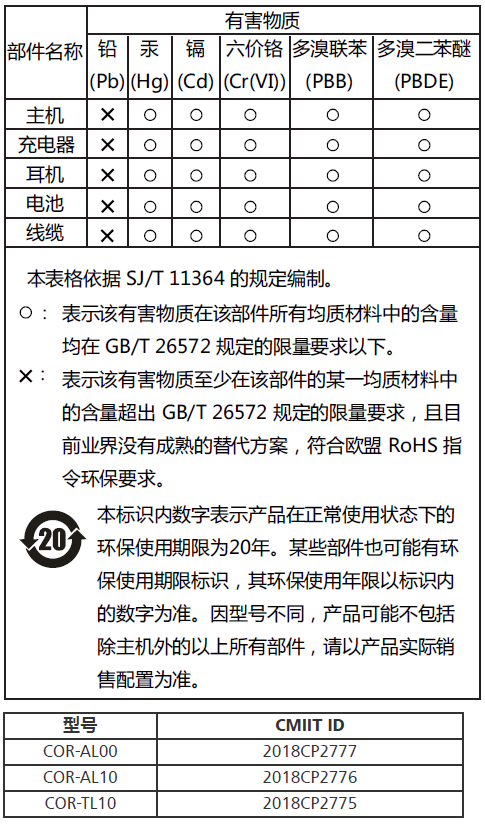 有害物质
部件名称 铅 汞 镉 六价铬 多溴联苯 多溴二苯醚
(Pb) (Hg) (Cd) (Cr(VI)) (PBB) (PBDE)
主机 × ○ ○ ○ ○ ○
充电器 × ○ ○ ○ ○ ○
耳机 × ○ ○ ○ ○ ○
电池 × ○ ○ ○ ○ ○
线缆 × ○ ○ ○ ○ ○
本表格依据 SJ/T 11364 的规定编制。
○：表示该有害物质在该部件所有均质材料中的含量
均在 GB/T 26572 规定的限量要求以下。
×：表示该有害物质至少在该部件的某一均质材料中
的含量超出 GB/T 26572 规定的限量要求，且目
前业界没有成熟的替代方案，符合欧盟 RoHS 指
令环保要求。
20
本标识内数字表示产品在正常使用状态下的
环保使用期限为20年。某些部件也可能有环
保使用期限标识，其环保使用年限以标识内
的数字为准。因型号不同，产品可能不包括
除主机外的以上所有部件，请以产品实际销
售配置为准。
型号 CMIIT ID
COR-AL00 2018CP2777
COR-AL10 2018CP2776
COR-TL10 2018CP2775